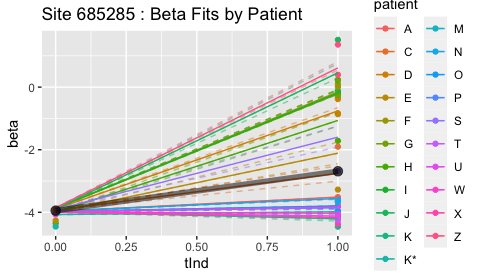 Site 685285 : Beta Fits by Patient
beta
0
-2
-4
0.00 0.25 0.50 0.75 1.00
tInd
patient
A M
C N
D O
E P
F S
G T
H U
I W
J X
K Z
K*